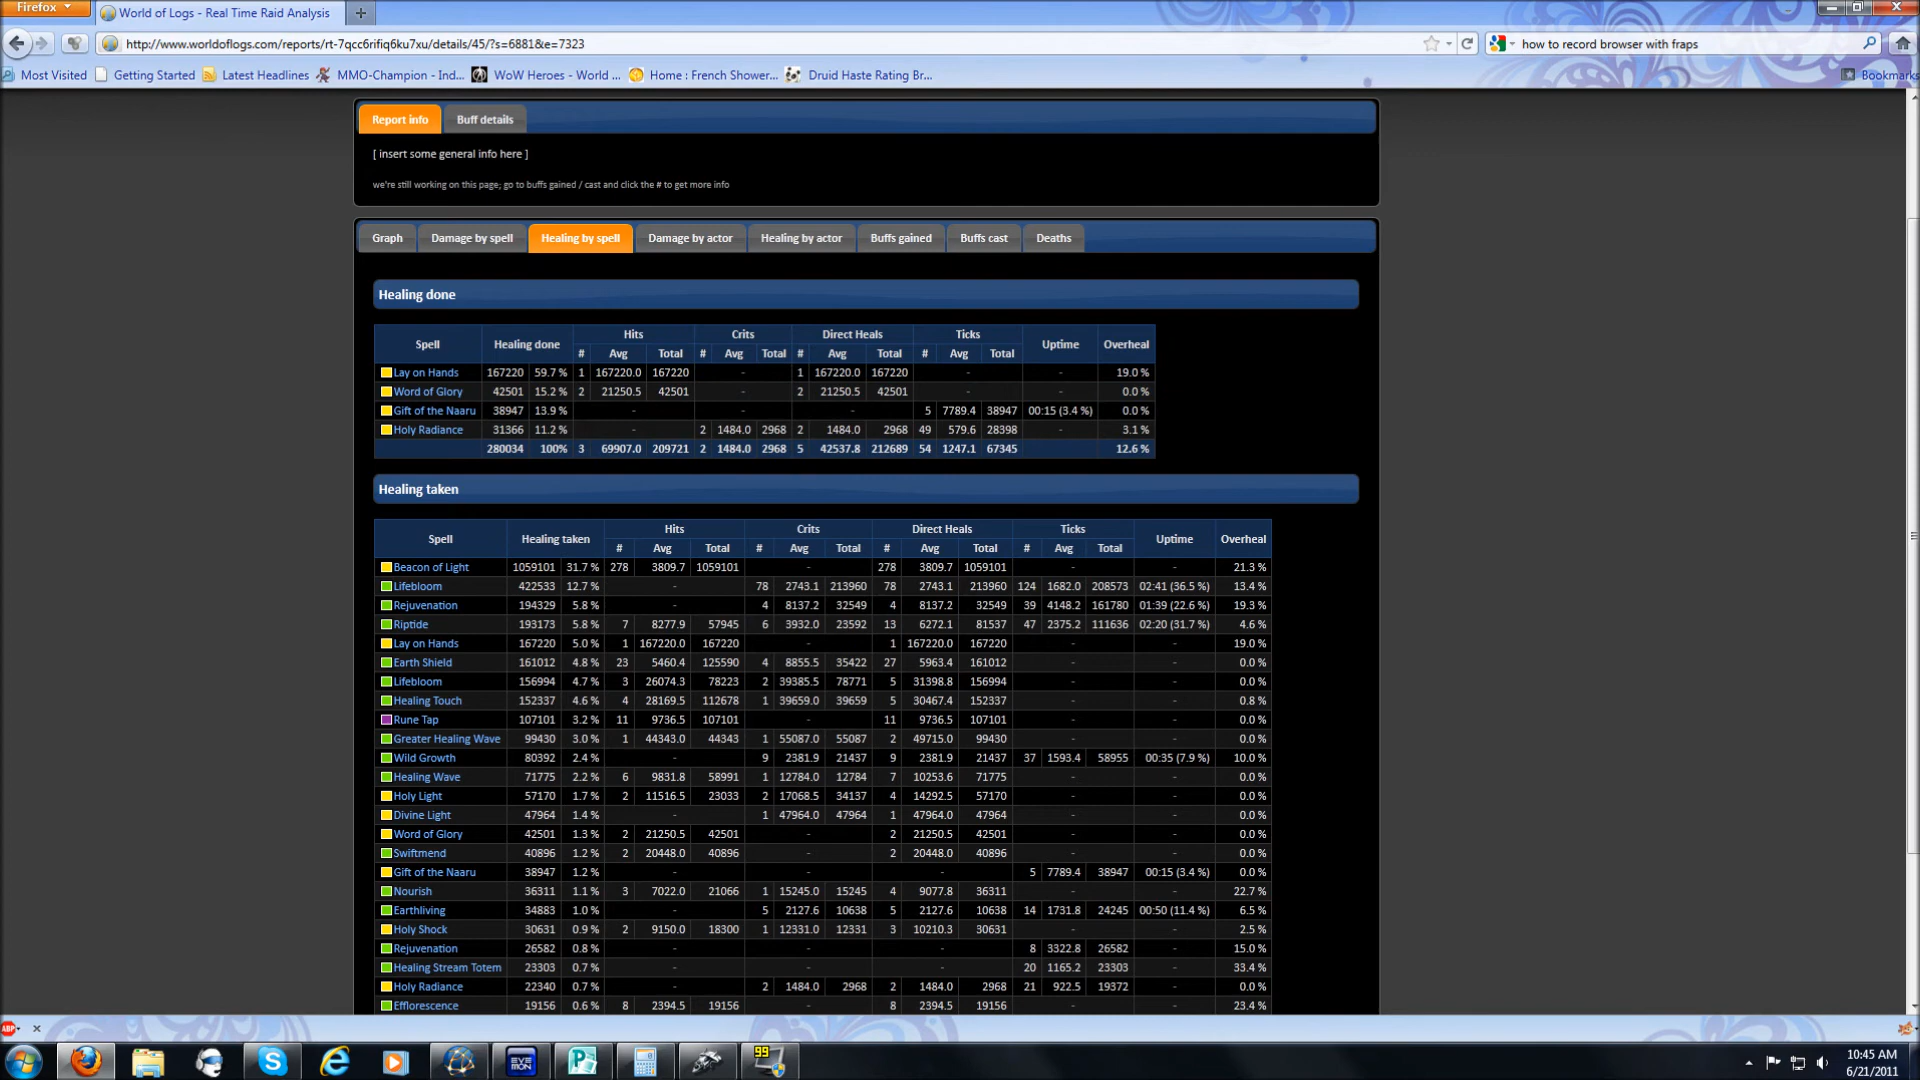 Firefox
World of Logs - Real Time Raid Analysis
http://www.worldoflogs.com/reports/rt-7qcc6rifiq6ku7xu/details/45/?s=6881&e=7323
how to record browser with fraps
Most Visited Getting Started Latest Headlines MMO-Champion - Ind... WoW Heroes - World ... Home : French Shower... Druid Haste Rating Br... Bookmarks
Report info Buff details
[ insert some general info here ]
we're still working on this page; go to buffs gained / cast and click the # to get more info
Graph Damage by spell Healing by spell Damage by actor Healing by actor Buffs gained Buffs cast Deaths
Healing done
Spell Healing done Hits Crits Direct Heals Ticks Uptime Overheal
# Avg Total # Avg Total # Avg Total # Avg Total
Lay on Hands 167220 59.7 % 1 167220.0 167220 - 1 167220.0 167220 - - 19.0 %
Word of Glory 42501 15.2 % 2 21250.5 42501 - 2 21250.5 42501 - - 0.0 %
Gift of the Naaru 38947 13.9 % - - - 5 7789.4 38947 00:15 (3.4 %) 0.0 %
Holy Radiance 31366 11.2 % - 2 1484.0 2968 2 1484.0 2968 49 579.6 28398 - 3.1 %
280034 100% 3 69907.0 209721 2 1484.0 2968 5 42537.8 212689 54 1247.1 67345 12.6 %
Healing taken
Spell Healing taken Hits Crits Direct Heals Ticks Uptime Overheal
# Avg Total # Avg Total # Avg Total # Avg Total
Beacon of Light 1059101 31.7 % 278 3809.7 1059101 - 278 3809.7 1059101 - - 21.3 %
Lifebloom 422533 12.7 % - 78 2743.1 213960 78 2743.1 213960 124 1682.0 208573 02:41 (36.5 %) 13.4 %
Rejuvenation 194329 5.8 % - 4 8137.2 32549 4 8137.2 32549 39 4148.2 161780 01:39 (22.6 %) 19.3 %
Riptide 193173 5.8 % 7 8277.9 57945 6 3932.0 23592 13 6272.1 81537 47 2375.2 111636 02:20 (31.7 %) 4.6 %
Lay on Hands 167220 5.0 % 1 167220.0 167220 - 1 167220.0 167220 - - 19.0 %
Earth Shield 161012 4.8 % 23 5460.4 125590 4 8855.5 35422 27 5963.4 161012 - - 0.0 %
Lifebloom 156994 4.7 % 3 26074.3 78223 2 39385.5 78771 5 31398.8 156994 - - 0.0 %
Healing Touch 152337 4.6 % 4 28169.5 112678 1 39659.0 39659 5 30467.4 152337 - - 0.8 %
Rune Tap 107101 3.2 % 11 9736.5 107101 - 11 9736.5 107101 - - 0.0 %
Greater Healing Wave 99430 3.0 % 1 44343.0 44343 1 55087.0 55087 2 49715.0 99430 - - 0.0 %
Wild Growth 80392 2.4 % - 9 2381.9 21437 9 2381.9 21437 37 1593.4 58955 00:35 (7.9 %) 10.0 %
Healing Wave 71775 2.2 % 6 9831.8 58991 1 12784.0 12784 7 10253.6 71775 - - 0.0 %
Holy Light 57170 1.7 % 2 11516.5 23033 2 17068.5 34137 4 14292.5 57170 - - 0.0 %
Divine Light 47964 1.4 % - 1 47964.0 47964 1 47964.0 47964 - - 0.0 %
Word of Glory 42501 1.3 % 2 21250.5 42501 - 2 21250.5 42501 - - 0.0 %
Swiftmend 40896 1.2 % 2 20448.0 40896 - 2 20448.0 40896 - - 0.0 %
Gift of the Naaru 38947 1.2 % - - - 5 7789.4 38947 00:15 (3.4 %) 0.0 %
Nourish 36311 1.1 % 3 7022.0 21066 1 15245.0 15245 4 9077.8 36311 - - 22.7 %
Earthliving 34883 1.0 % - 5 2127.6 10638 5 2127.6 10638 14 1731.8 24245 00:50 (11.4 %) 6.5 %
Holy Shock 30631 0.9 % 2 9150.0 18300 1 12331.0 12331 3 10210.3 30631 - - 2.5 %
Rejuvenation 26582 0.8 % - - - 8 3322.8 26582 - 15.0 %
Healing Stream Totem 23303 0.7 % - - - 20 1165.2 23303 - 33.4 %
Holy Radiance 22340 0.7 % - 2 1484.0 2968 2 1484.0 2968 21 922.5 19372 - 0.0 %
Efflorescence 19156 0.6 % 8 2394.5 19156 - 8 2394.5 19156 - - 23.4 %
ABP
EVE MON
99
10:45 AM
6/21/2011